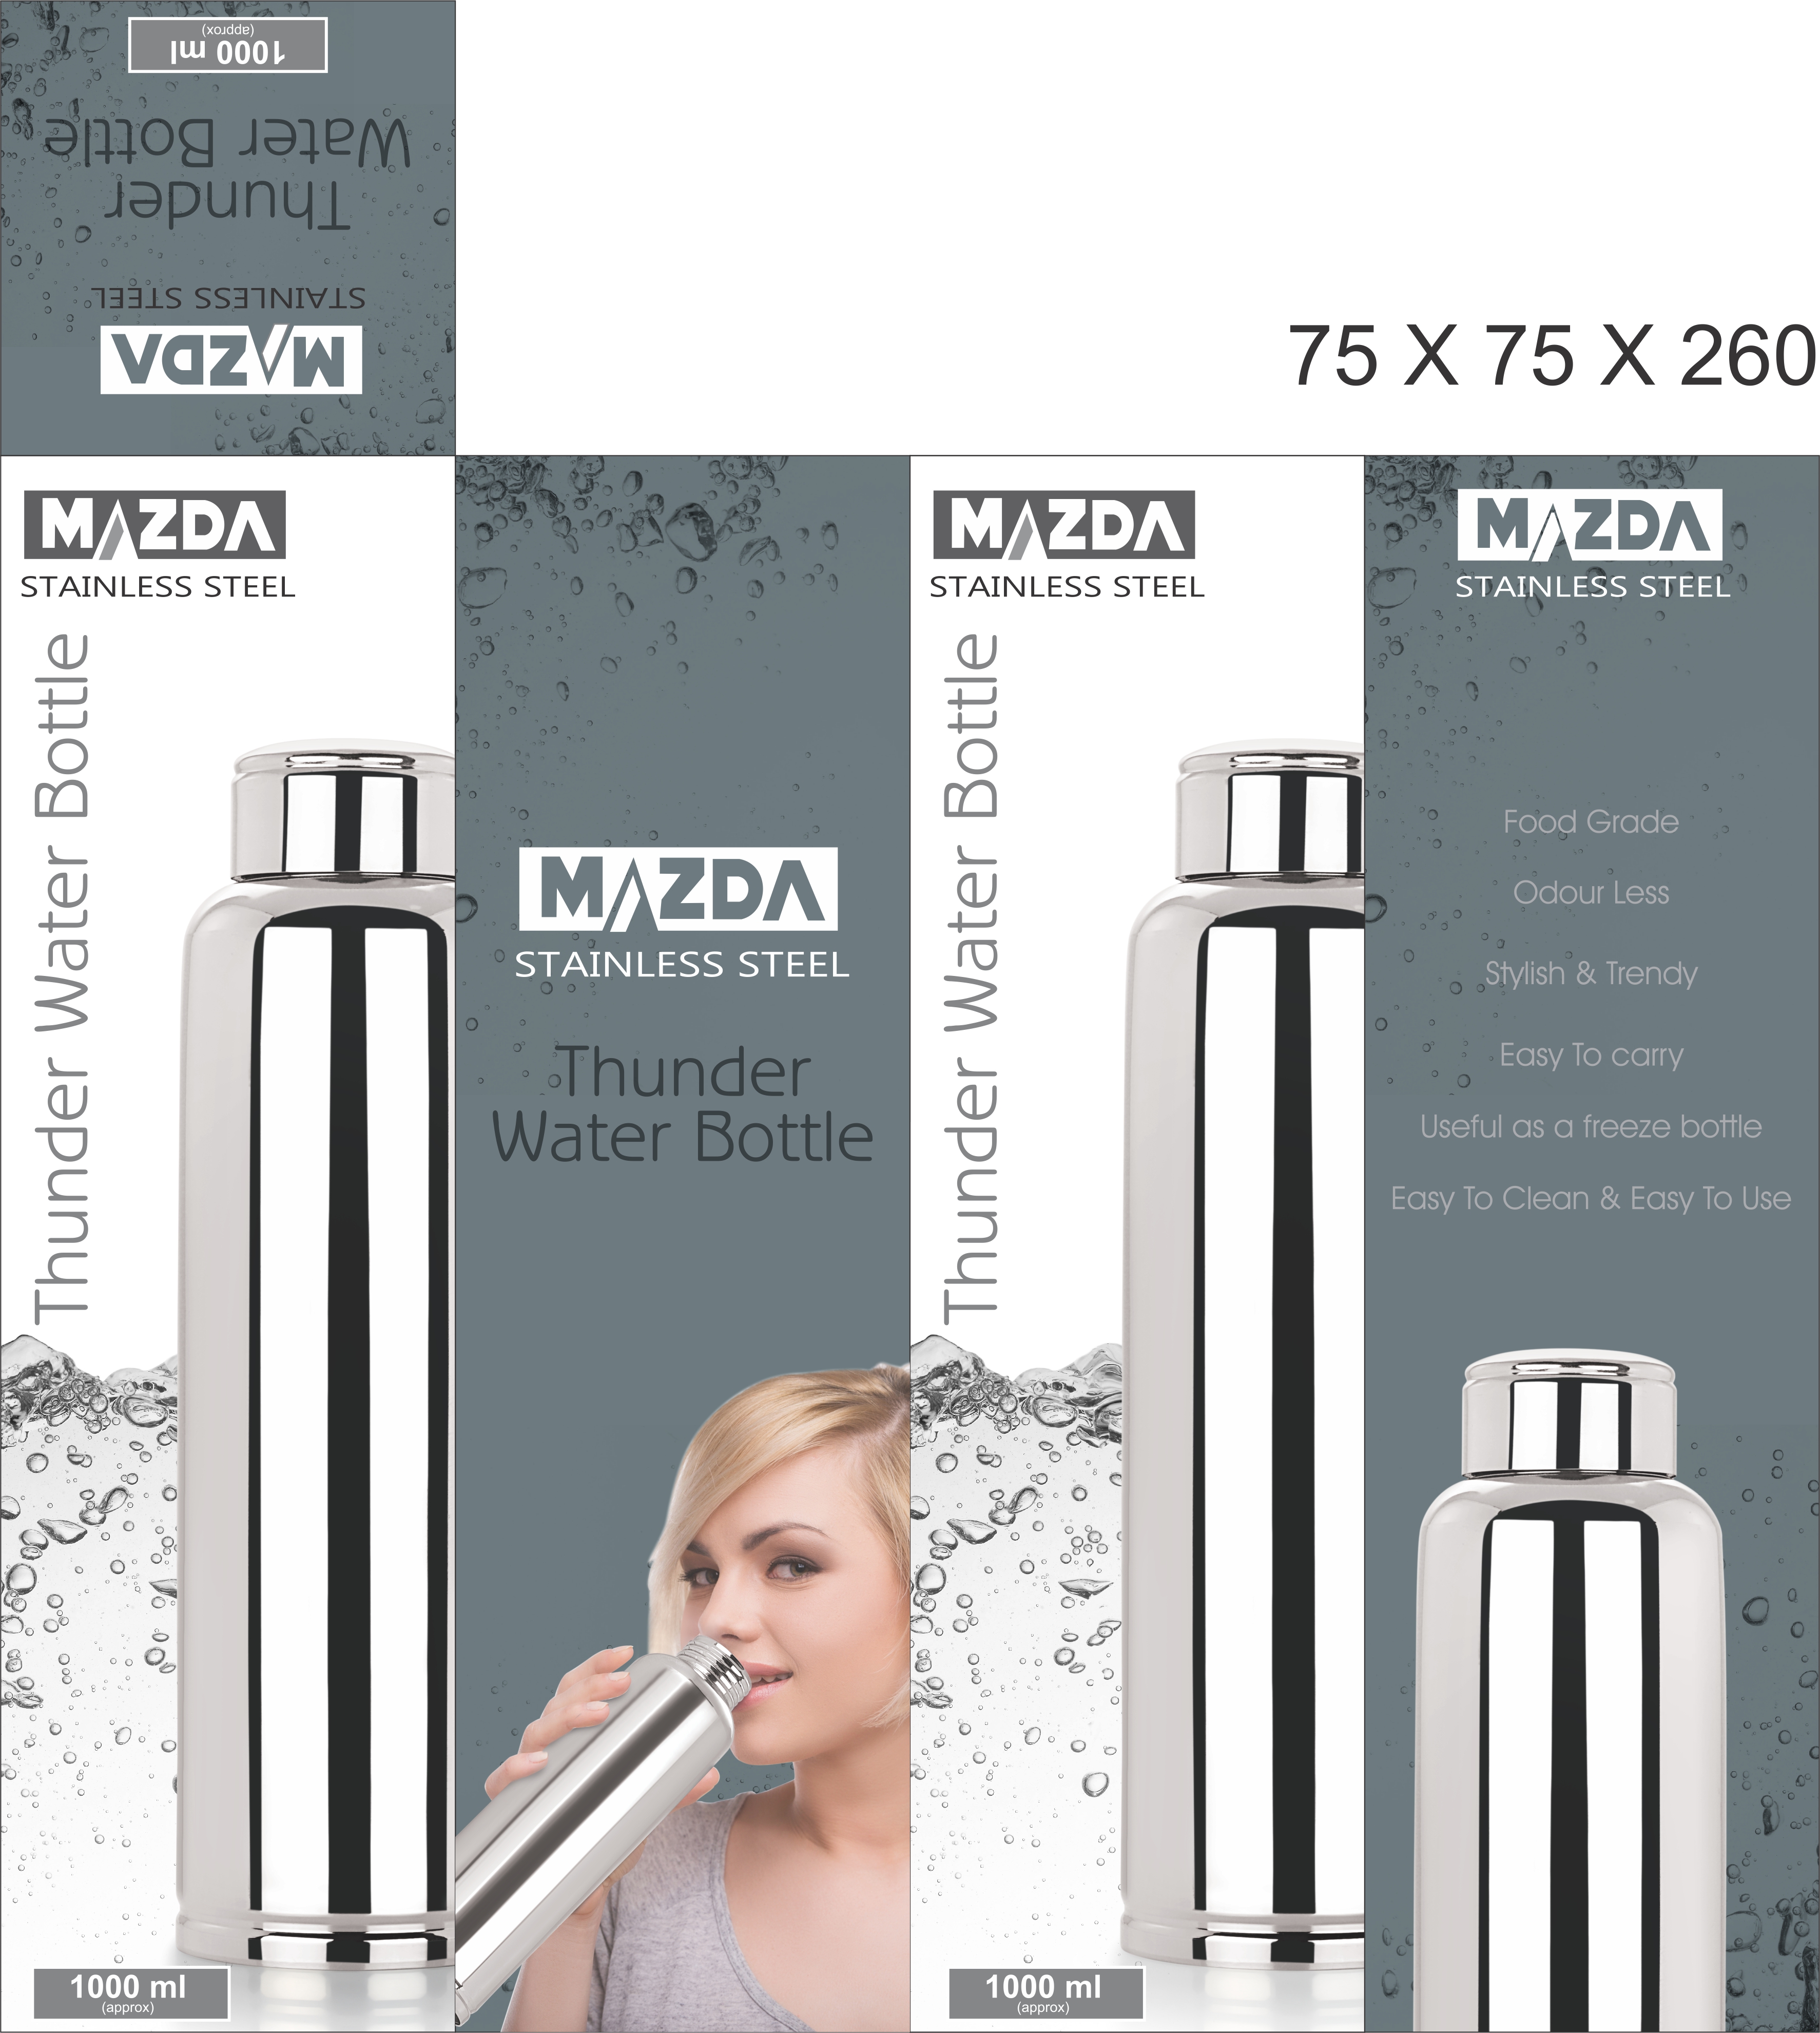 1000 ml
(approx)
Thunder
Water Bottle
STAINLESS STEEL
MAZDA
75 X 75 X 260
MAZDA
STAINLESS STEEL
Thunder Water Bottle
1000 ml
(approx)
MAZDA
STAINLESS STEEL
Thunder
Water Bottle
MAZDA
STAINLESS STEEL
Thunder Water Bottle
1000 ml
(approx)
MAZDA
STAINLESS STEEL
Food Grade
Odour Less
Stylish & Trendy
Easy To carry
Useful as a freeze bottle
Easy To Clean & Easy To Use